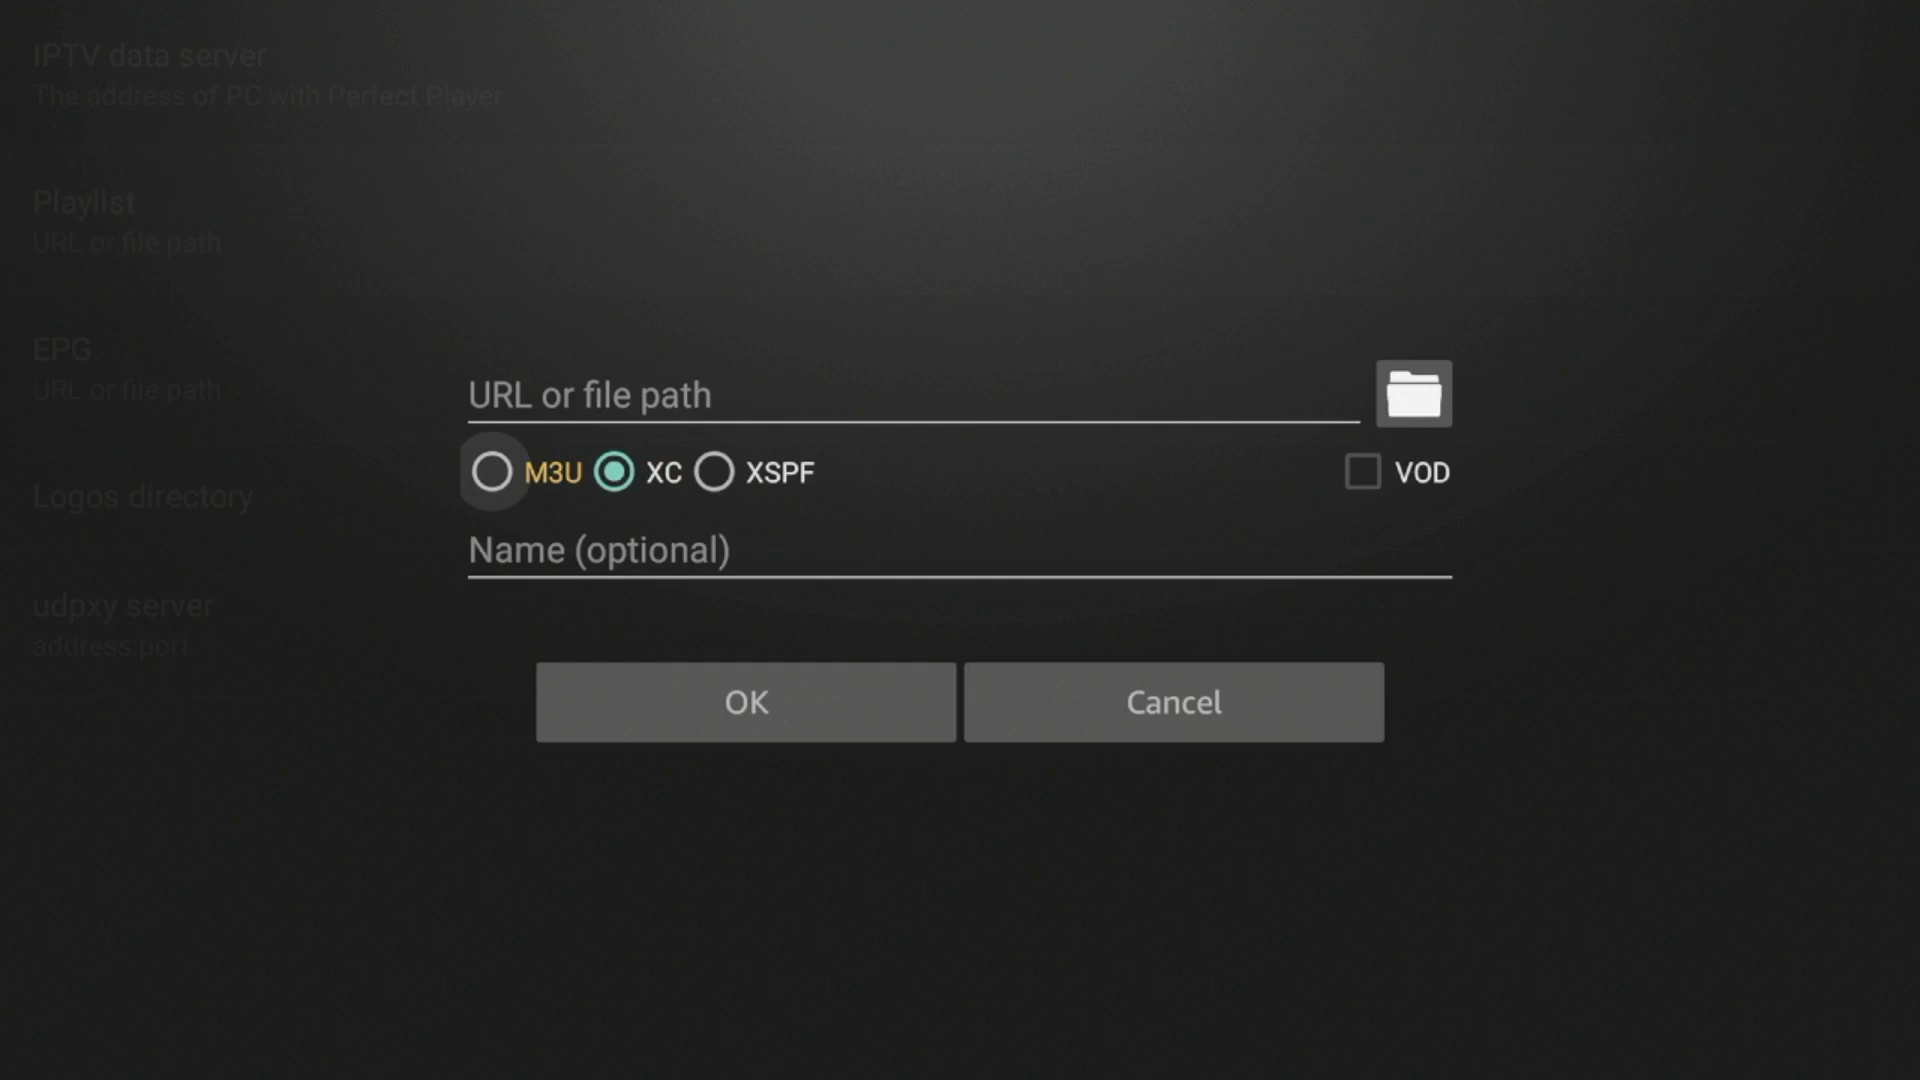 IPTV data server
The address of PC with Perfect Player
Playlist
URL or file path
EPG
URL or file path
Logos directory
udpxy server
address:port
URL or file path
M3U XC XSPF VOD
Name (optional)
OK Cancel